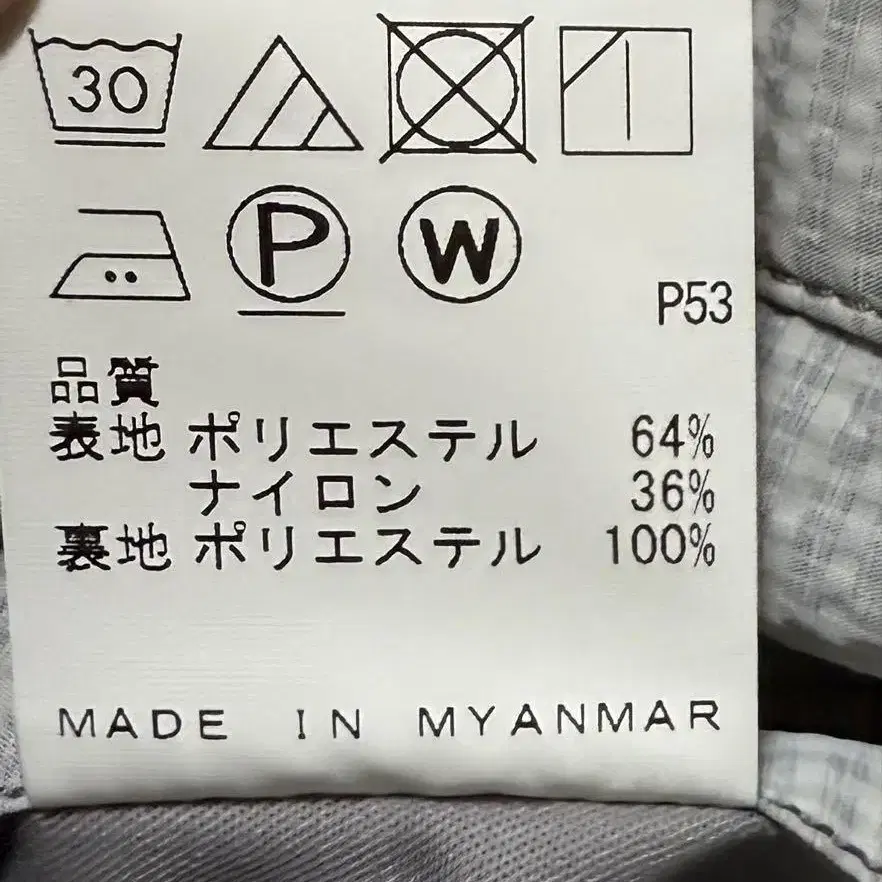 30
P W
P53
品質
表地 ポリエステル 64%
ナイロン 36%
裏地 ポリエステル 100%
MADE IN MYANMAR